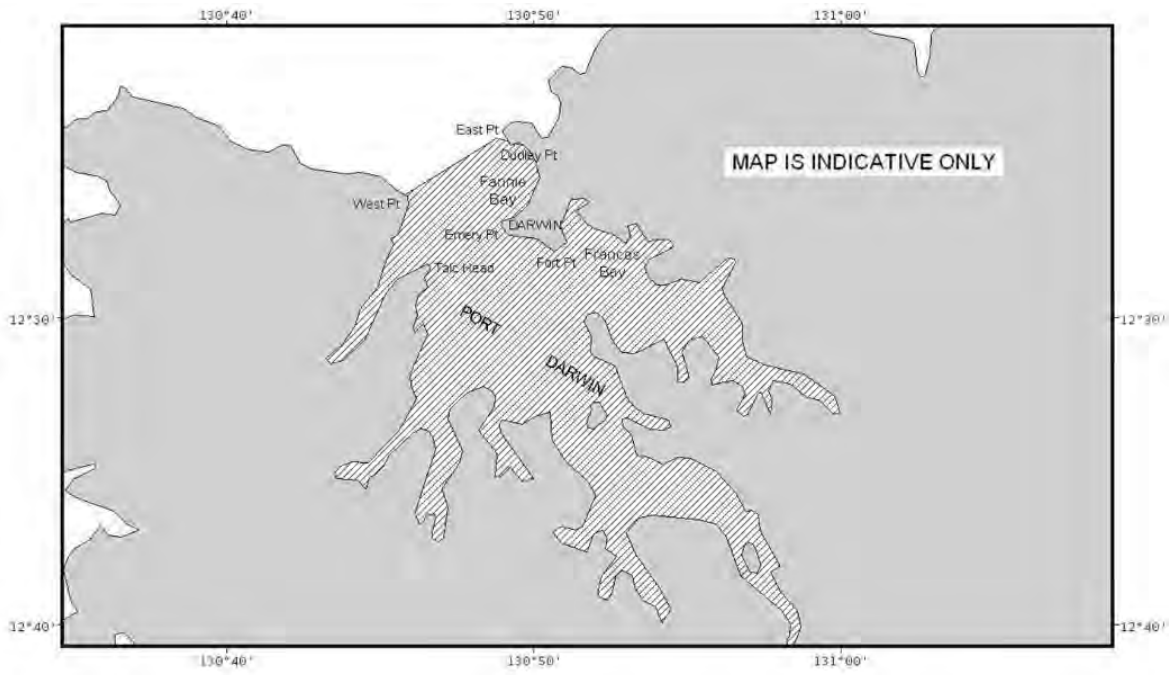 130°40'
130°50'
131°00'
East Pt
Dudley Pt
MAP IS INDICATIVE ONLY
Fannie
Bay
West Pt
DARWIN
Emery Pt
Fort Pt
Frances
Bay
Talc Head
PORT
12°30'
12°30'
DARWIN
12°40'
12°40'
130°40'
130°50'
131°00'